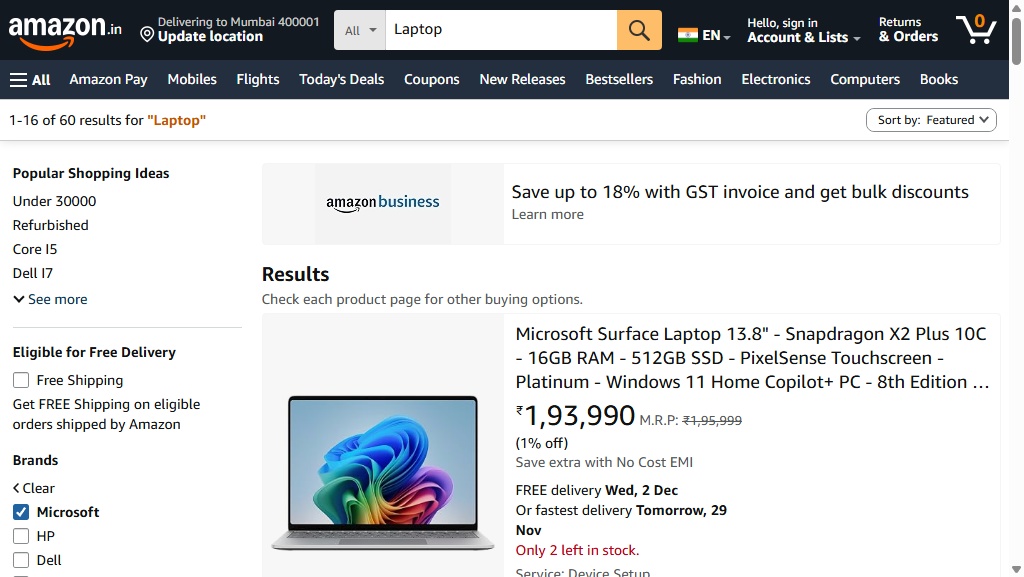 amazon.in
Delivering to Mumbai 400001
Update location
All
Laptop
EN
Hello, sign in
Account & Lists
Returns
& Orders
0
All
Amazon Pay
Mobiles
Flights
Today's Deals
Coupons
New Releases
Bestsellers
Fashion
Electronics
Computers
Books
1-16 of 60 results for "Laptop"
Sort by: Featured
Popular Shopping Ideas
Under 30000
Refurbished
Core I5
Dell I7
See more
Eligible for Free Delivery
Free Shipping
Get FREE Shipping on eligible
orders shipped by Amazon
Brands
Clear
Microsoft
HP
Dell
amazon business
Save up to 18% with GST invoice and get bulk discounts
Learn more
Results
Check each product page for other buying options.
Microsoft Surface Laptop 13.8" - Snapdragon X2 Plus 10C
- 16GB RAM - 512GB SSD - PixelSense Touchscreen -
Platinum - Windows 11 Home Copilot+ PC - 8th Edition …
₹1,93,990 M.R.P: ₹1,95,999
(1% off)
Save extra with No Cost EMI
FREE delivery Wed, 2 Dec
Or fastest delivery Tomorrow, 29
Nov
Only 2 left in stock.
Service: Device Setup